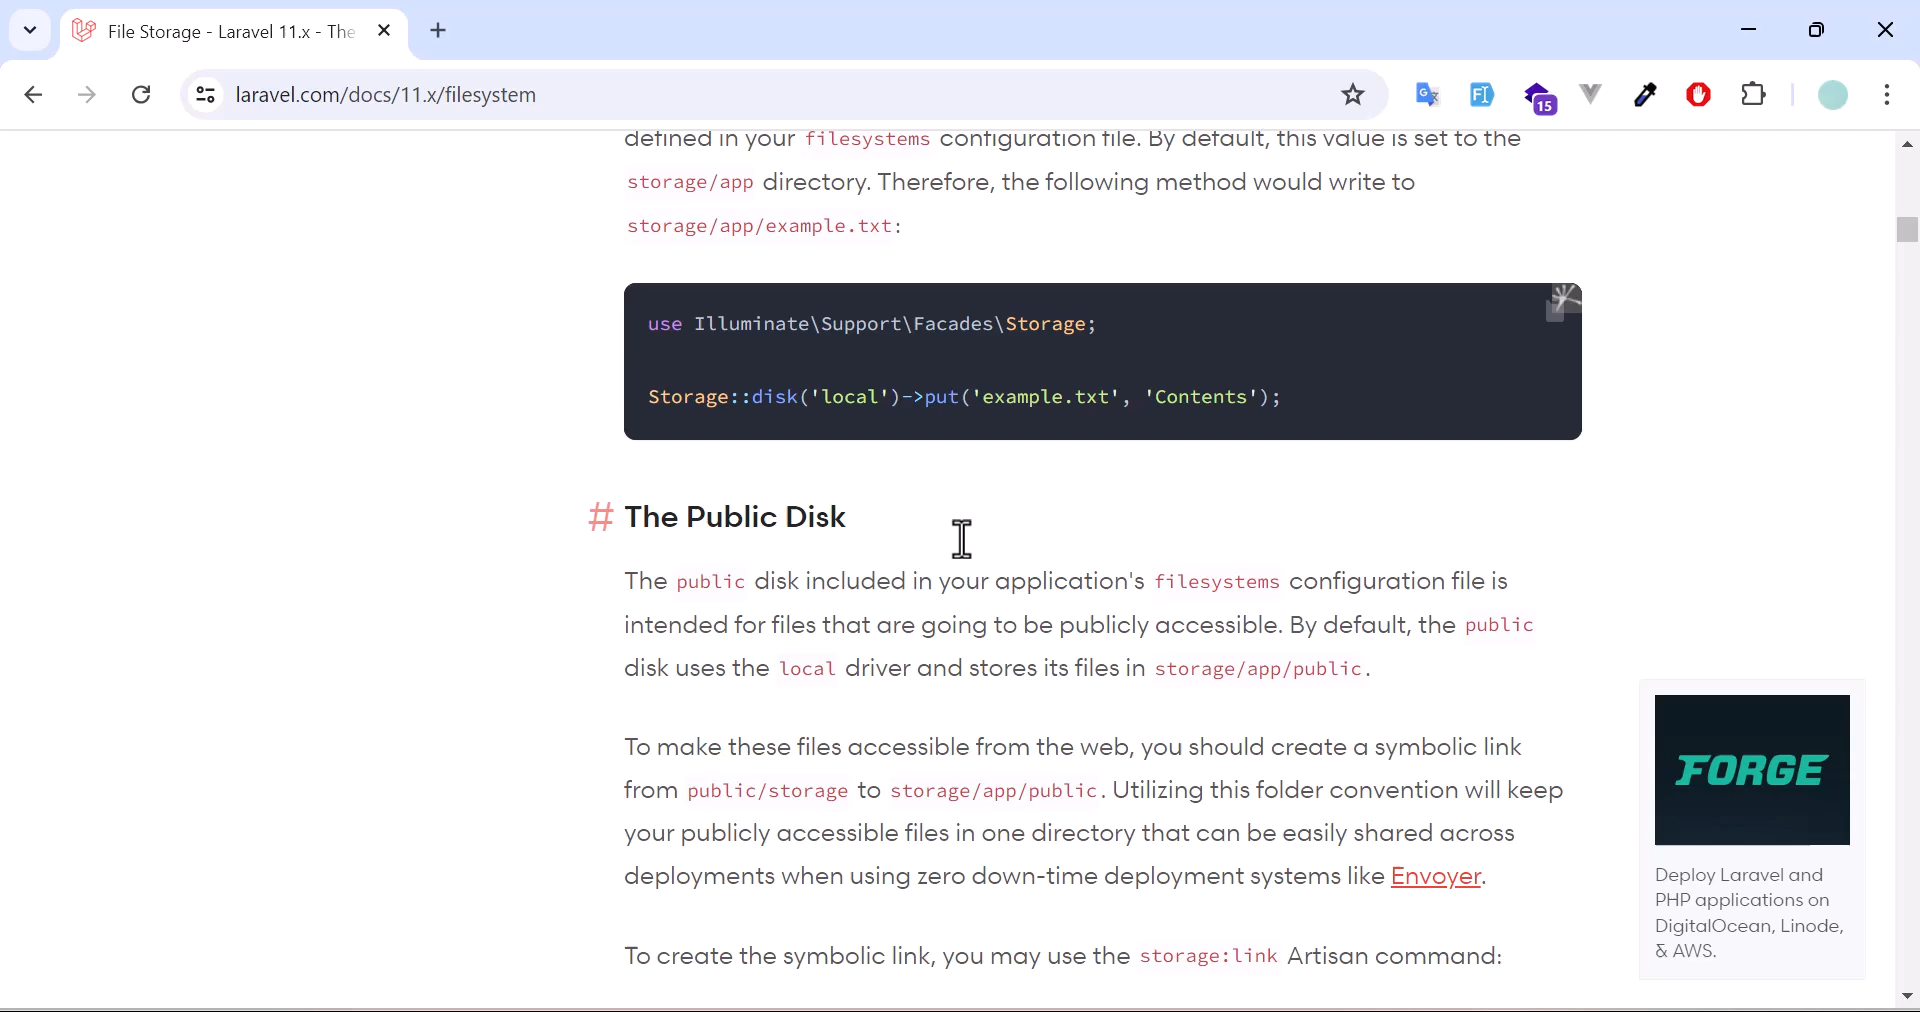 File Storage - Laravel 11.x - The
laravel.com/docs/11.x/filesystem
15
defined in your filesystems configuration file. By default, this value is set to the
storage/app directory. Therefore, the following method would write to
storage/app/example.txt:
use Illuminate\Support\Facades\Storage;
Storage::disk('local')->put('example.txt', 'Contents');
# The Public Disk
The public disk included in your application's filesystems configuration file is
intended for files that are going to be publicly accessible. By default, the public
disk uses the local driver and stores its files in storage/app/public.
To make these files accessible from the web, you should create a symbolic link
from public/storage to storage/app/public. Utilizing this folder convention will keep
your publicly accessible files in one directory that can be easily shared across
deployments when using zero down-time deployment systems like Envoyer.
To create the symbolic link, you may use the storage:link Artisan command:
FORGE
Deploy Laravel and
PHP applications on
DigitalOcean, Linode,
& AWS.